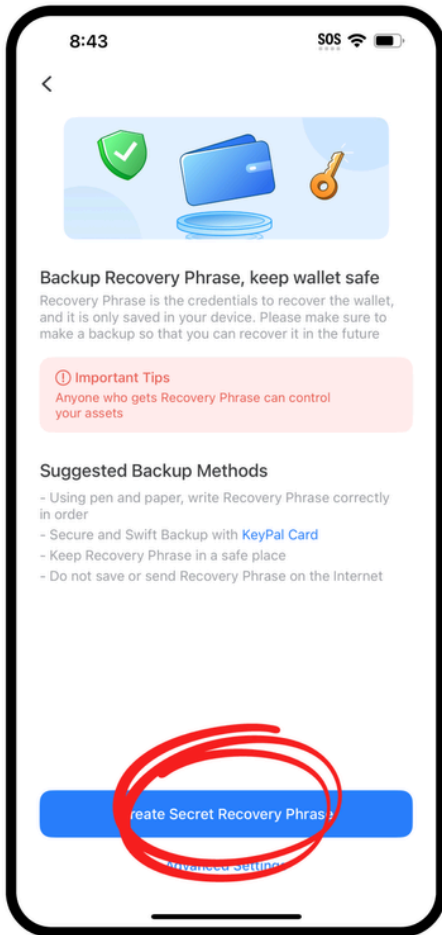 8:43
SOS
Backup Recovery Phrase, keep wallet safe
Recovery Phrase is the credentials to recover the wallet,
and it is only saved in your device. Please make sure to
make a backup so that you can recover it in the future
Important Tips
Anyone who gets Recovery Phrase can control
your assets
Suggested Backup Methods
- Using pen and paper, write Recovery Phrase correctly
in order
- Secure and Swift Backup with KeyPal Card
- Keep Recovery Phrase in a safe place
- Do not save or send Recovery Phrase on the Internet
Create Secret Recovery Phrase
Advanced Settings